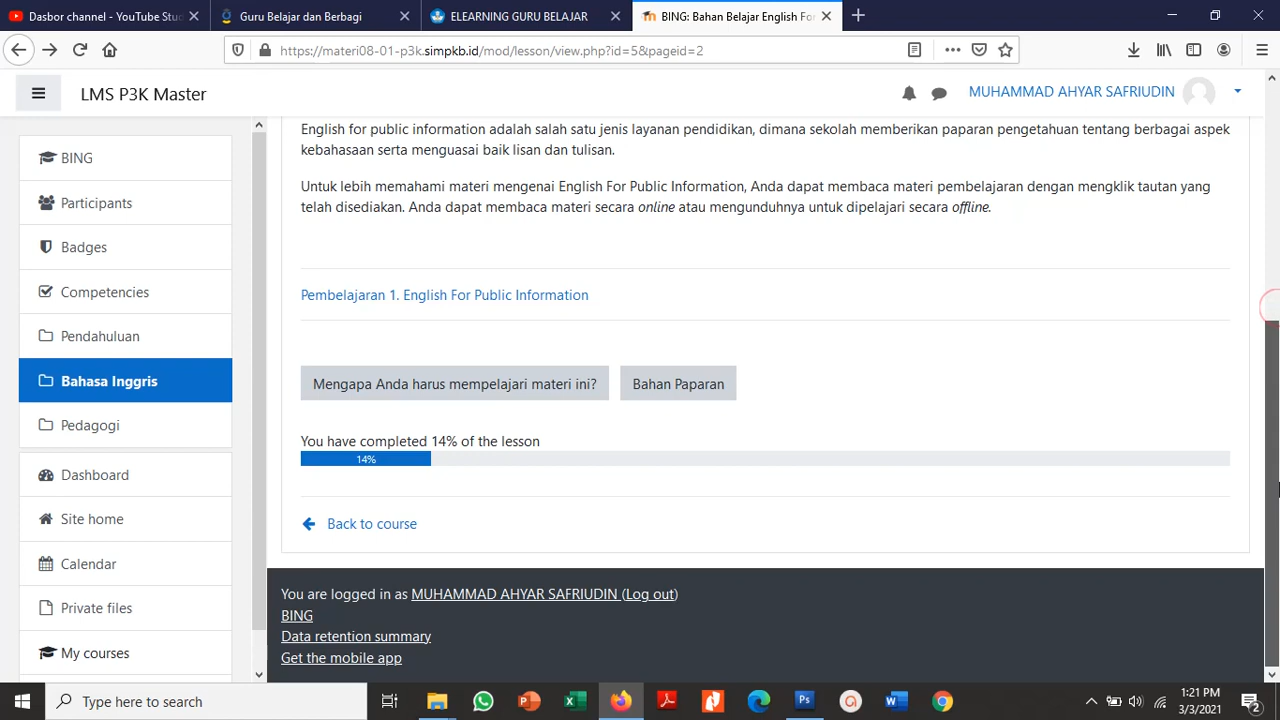 Dasbor channel - YouTube Stu
Guru Belajar dan Berbagi
ELEARNING GURU BELAJAR
BING: Bahan Belajar English For
https://materi08-01-p3k.simpkb.id/mod/lesson/view.php?id=5&pageid=2
LMS P3K Master
MUHAMMAD AHYAR SAFRIUDIN
BING
Participants
Badges
Competencies
Pendahuluan
Bahasa Inggris
Pedagogi
Dashboard
Site home
Calendar
Private files
My courses
English for public information adalah salah satu jenis layanan pendidikan, dimana sekolah memberikan paparan pengetahuan tentang berbagai aspek
kebahasaan serta menguasai baik lisan dan tulisan.
Untuk lebih memahami materi mengenai English For Public Information, Anda dapat membaca materi pembelajaran dengan mengklik tautan yang
telah disediakan. Anda dapat membaca materi secara online atau mengunduhnya untuk dipelajari secara offline.
Pembelajaran 1. English For Public Information
Mengapa Anda harus mempelajari materi ini?
Bahan Paparan
You have completed 14% of the lesson
14%
Back to course
You are logged in as MUHAMMAD AHYAR SAFRIUDIN (Log out)
BING
Data retention summary
Get the mobile app
Type here to search
1:21 PM
3/3/2021
2